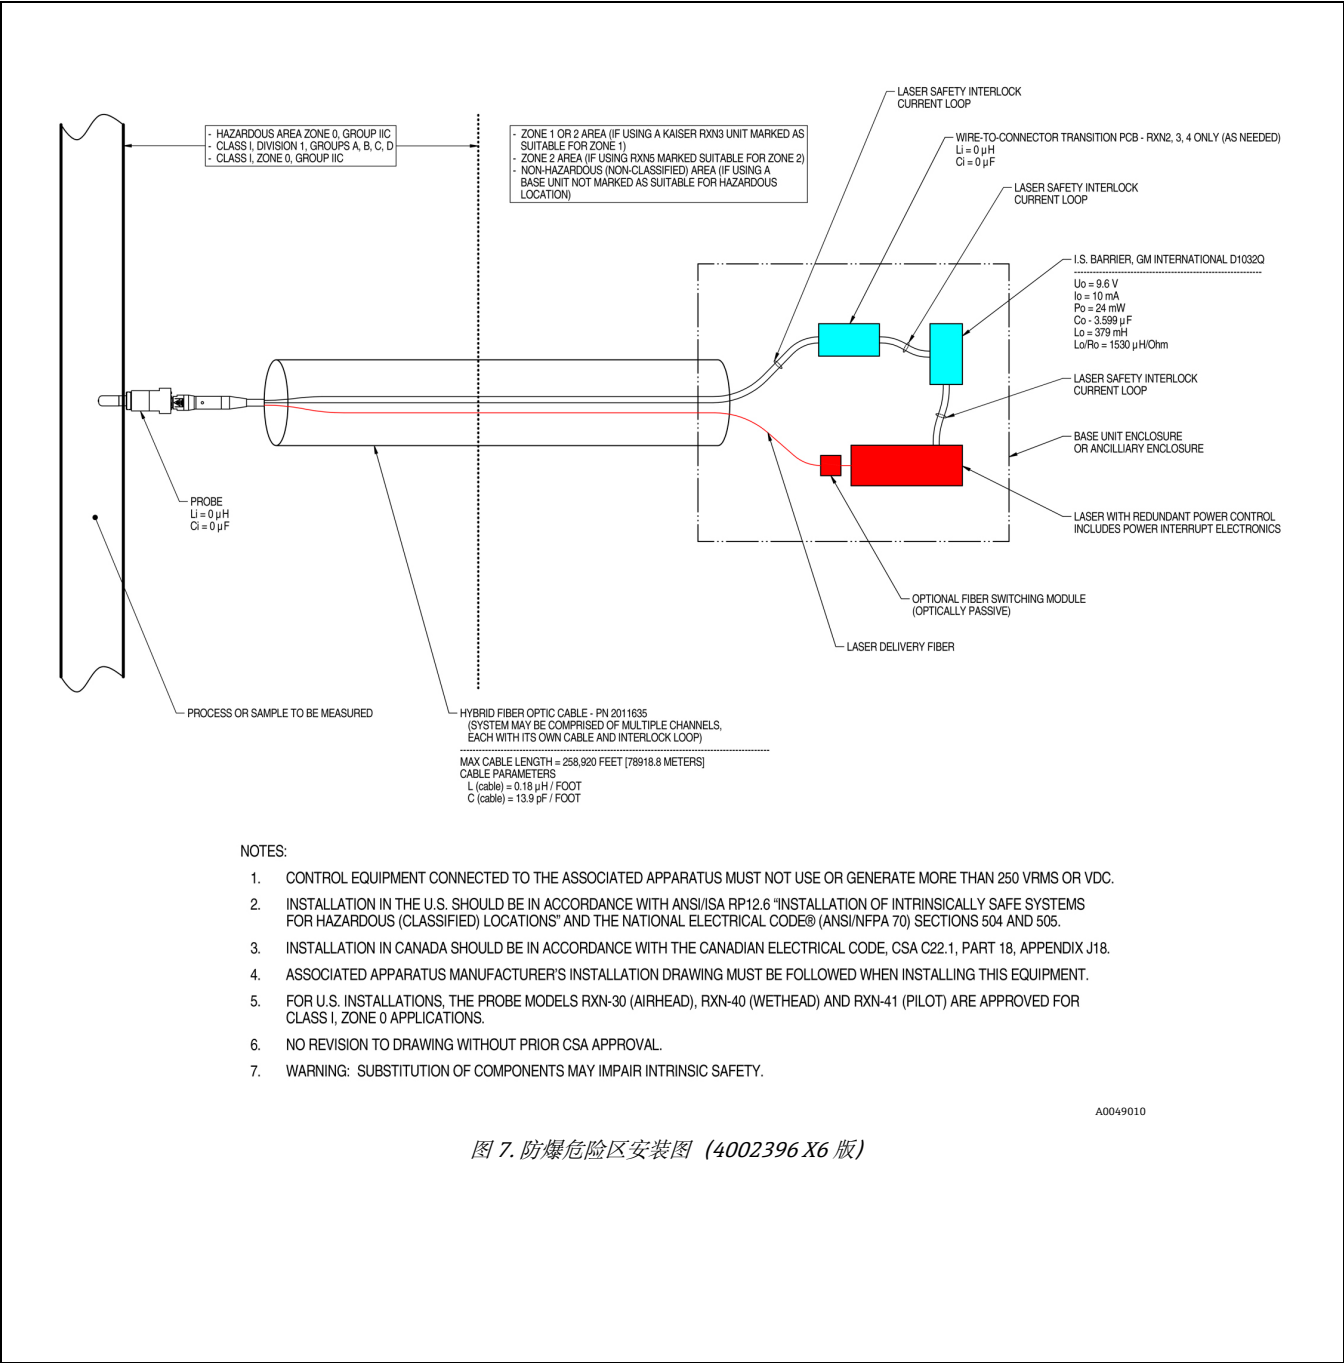 LASER SAFETY INTERLOCK
CURRENT LOOP
- HAZARDOUS AREA ZONE 0, GROUP IIC
- CLASS I, DIVISION 1, GROUPS A, B, C, D
- CLASS I, ZONE 0, GROUP IIC
- ZONE 1 OR 2 AREA (IF USING A KAISER RXN3 UNIT MARKED AS
SUITABLE FOR ZONE 1)
- ZONE 2 AREA (IF USING RXN5 MARKED SUITABLE FOR ZONE 2)
- NON-HAZARDOUS (NON-CLASSIFIED) AREA (IF USING A
BASE UNIT NOT MARKED AS SUITABLE FOR HAZARDOUS
LOCATION)
WIRE-TO-CONNECTOR TRANSITION PCB - RXN2, 3, 4 ONLY (AS NEEDED)
Li = 0 µH
Ci = 0 µF
LASER SAFETY INTERLOCK
CURRENT LOOP
I.S. BARRIER, GM INTERNATIONAL D1032Q
Uo = 9.6 V
Io = 10 mA
Po = 24 mW
Co - 3.599 µF
Lo = 379 mH
Lo/Ro = 1530 µH/Ohm
LASER SAFETY INTERLOCK
CURRENT LOOP
BASE UNIT ENCLOSURE
OR ANCILLIARY ENCLOSURE
PROBE
Li = 0 µH
Ci = 0 µF
LASER WITH REDUNDANT POWER CONTROL
INCLUDES POWER INTERRUPT ELECTRONICS
OPTIONAL FIBER SWITCHING MODULE
(OPTICALLY PASSIVE)
LASER DELIVERY FIBER
PROCESS OR SAMPLE TO BE MEASURED
HYBRID FIBER OPTIC CABLE - PN 2011635
(SYSTEM MAY BE COMPRISED OF MULTIPLE CHANNELS,
EACH WITH ITS OWN CABLE AND INTERLOCK LOOP)
MAX CABLE LENGTH = 258,920 FEET [78918.8 METERS]
CABLE PARAMETERS
L (cable) = 0.18 µH / FOOT
C (cable) = 13.9 pF / FOOT
NOTES:
1. CONTROL EQUIPMENT CONNECTED TO THE ASSOCIATED APPARATUS MUST NOT USE OR GENERATE MORE THAN 250 VRMS OR VDC.
2. INSTALLATION IN THE U.S. SHOULD BE IN ACCORDANCE WITH ANSI/ISA RP12.6 “INSTALLATION OF INTRINSICALLY SAFE SYSTEMS
FOR HAZARDOUS (CLASSIFIED) LOCATIONS” AND THE NATIONAL ELECTRICAL CODE® (ANSI/NFPA 70) SECTIONS 504 AND 505.
3. INSTALLATION IN CANADA SHOULD BE IN ACCORDANCE WITH THE CANADIAN ELECTRICAL CODE, CSA C22.1, PART 18, APPENDIX J18.
4. ASSOCIATED APPARATUS MANUFACTURER'S INSTALLATION DRAWING MUST BE FOLLOWED WHEN INSTALLING THIS EQUIPMENT.
5. FOR U.S. INSTALLATIONS, THE PROBE MODELS RXN-30 (AIRHEAD), RXN-40 (WETHEAD) AND RXN-41 (PILOT) ARE APPROVED FOR
CLASS I, ZONE 0 APPLICATIONS.
6. NO REVISION TO DRAWING WITHOUT PRIOR CSA APPROVAL.
7. WARNING: SUBSTITUTION OF COMPONENTS MAY IMPAIR INTRINSIC SAFETY.
A0049010
图 7. 防爆危险区安装图 (4002396 X6 版)